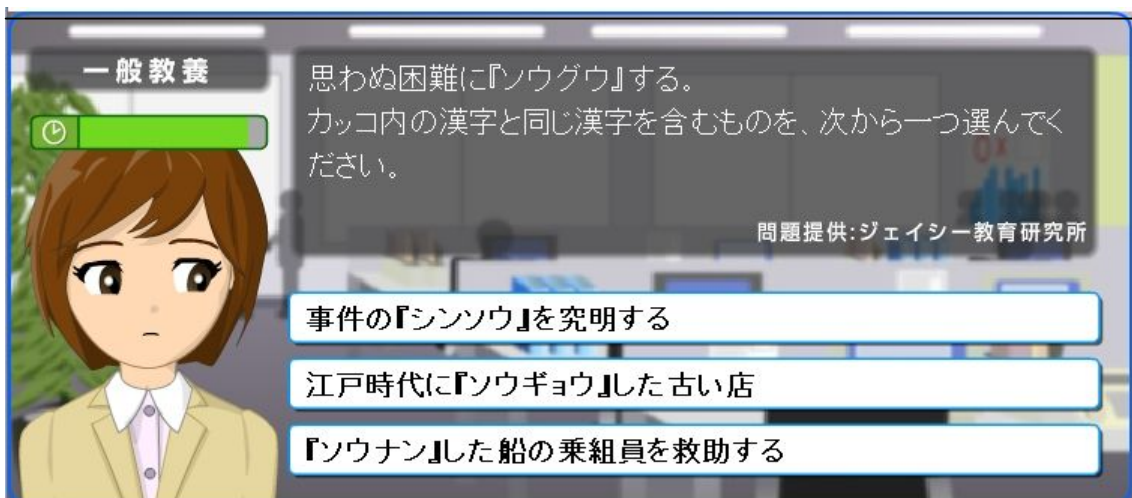 一般教養
思わぬ困難に『ソウグウ』する。
カッコ内の漢字と同じ漢字を含むものを、次から一つ選んでく
ださい。
問題提供:ジェイシー教育研究所
事件の『シンソウ』を究明する
江戸時代に『ソウギョウ』した古い店
『ソウナン』した船の乗組員を救助する